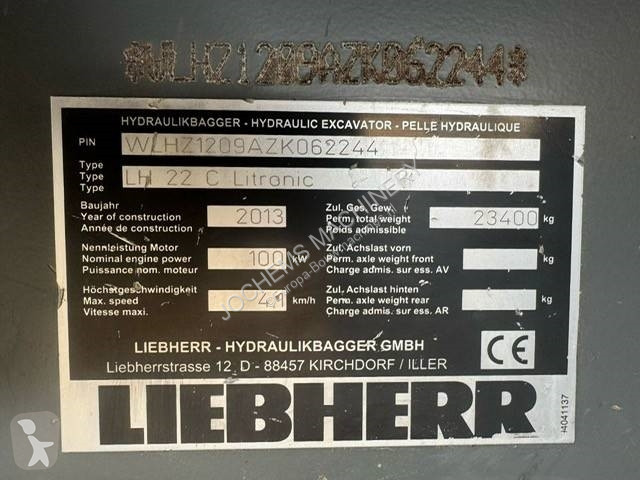 *WLHZ1209AZK062244*
HYDRAULIKBAGGER - HYDRAULIC EXCAVATOR - PELLE HYDRAULIQUE
PIN WLHZ1209AZK062244
Type
Type LH 22 C Litronic
Type
Baujahr
Year of construction 2013
Année de construction
Zul. Ges. Gew.
Perm. total weight 23400 kg
Poids admissible
Nennleistung Motor
Nominal engine power 100 kW
Puissance nom. moteur
Zul. Achslast vorn
Perm. axle weight front kg
Charge admis. sur ess. AV
Höchstgeschwindigkeit
Max. speed km/h
Vitesse maxi.
Zul. Achslast hinten
Perm. axle weight rear kg
Charge admis. sur ess. AR
LIEBHERR - HYDRAULIKBAGGER GMBH
Liebherrstrasse 12, D - 88457 KIRCHDORF / ILLER
CE
LIEBHERR
H4041137
JOCHEMS MACHINERY